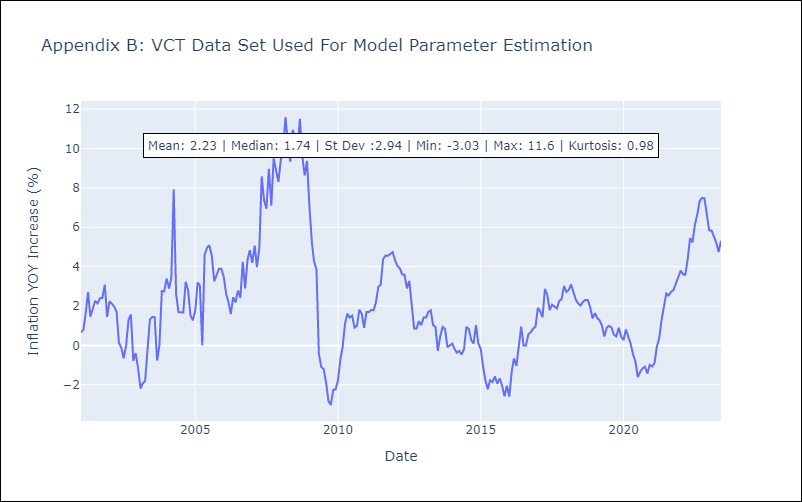 Appendix B: VCT Data Set Used For Model Parameter Estimation
12
10
8
6
4
2
0
−2
Inflation YOY Increase (%)
Mean: 2.23 | Median: 1.74 | St Dev :2.94 | Min: -3.03 | Max: 11.6 | Kurtosis: 0.98
2005 2010 2015 2020
Date